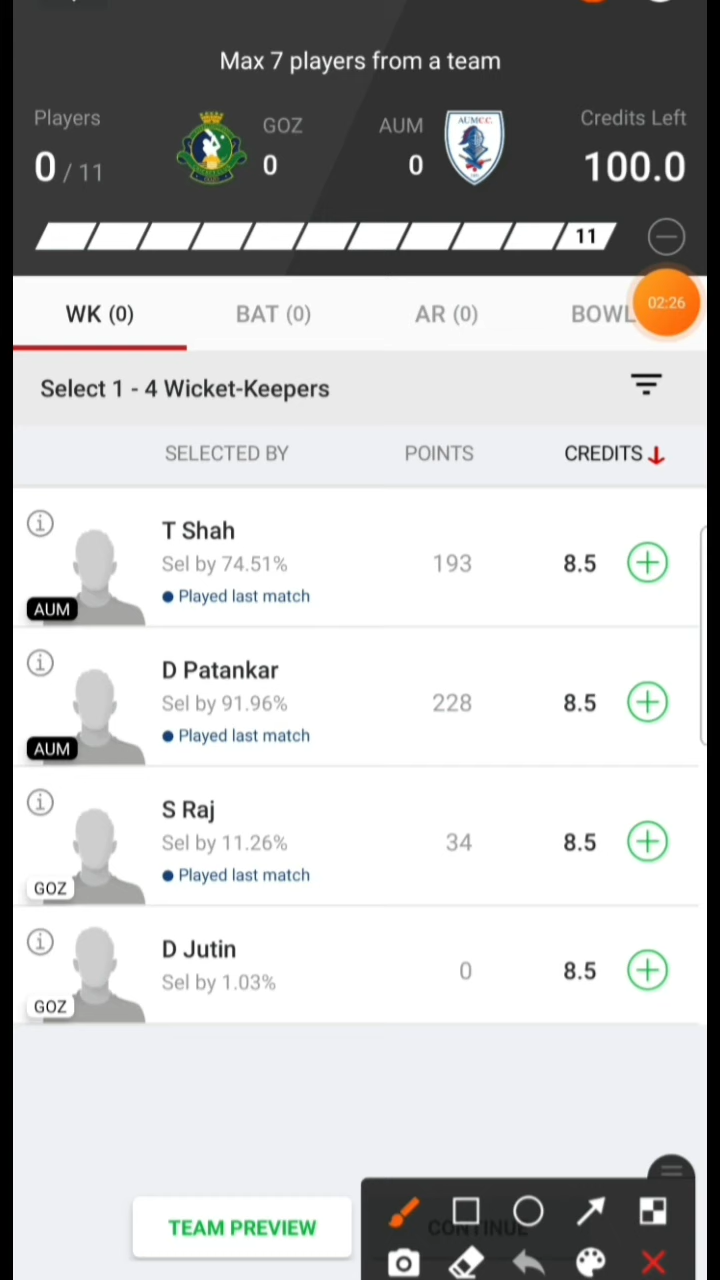 Max 7 players from a team
Players
GOZ
AUM
AUMCC
Credits Left
0 / 11
0
0
100.0
11
02:26
WK (0)
BAT (0)
AR (0)
BOWL
Select 1 - 4 Wicket-Keepers
SELECTED BY
POINTS
CREDITS
T Shah
Sel by 74.51%
193
8.5
Played last match
AUM
D Patankar
Sel by 91.96%
228
8.5
Played last match
AUM
S Raj
Sel by 11.26%
34
8.5
Played last match
GOZ
D Jutin
Sel by 1.03%
0
8.5
GOZ
TEAM PREVIEW
CONTINUE